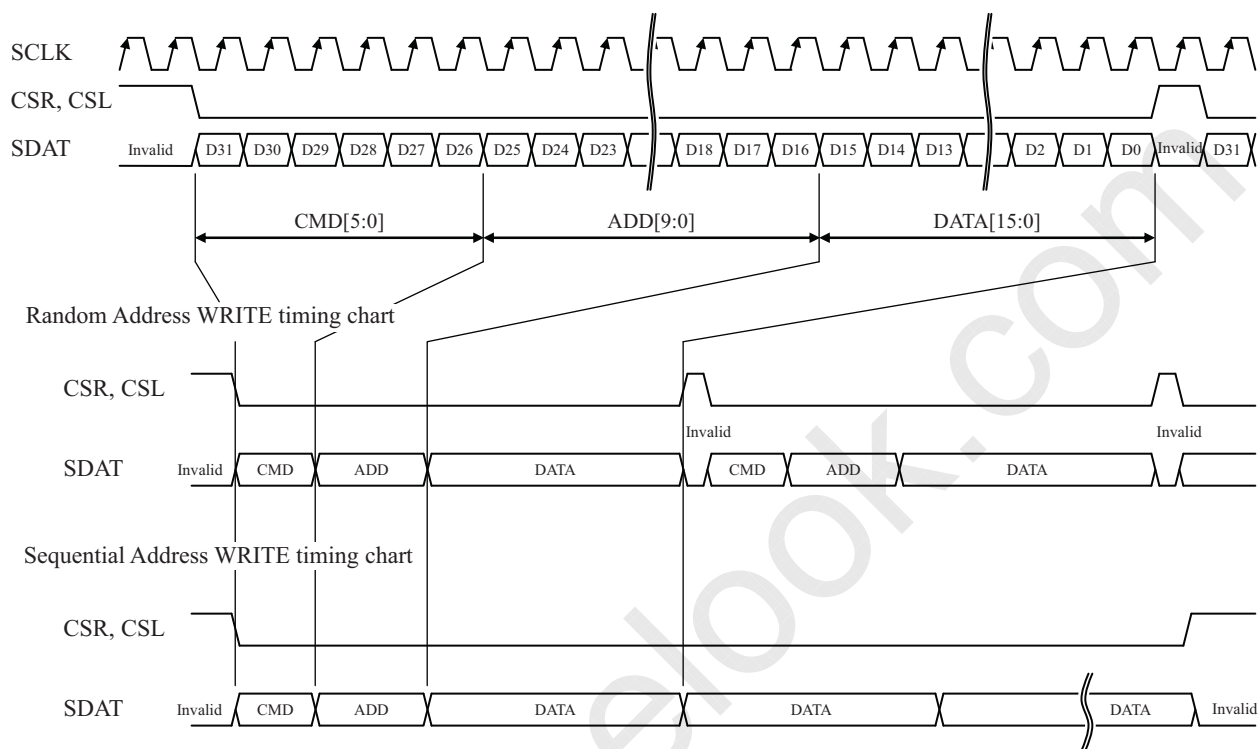 SCLK
CSR, CSL
SDAT Invalid D31 D30 D29 D28 D27 D26 D25 D24 D23 D18 D17 D16 D15 D14 D13 D2 D1 D0 Invalid D31
CMD[5:0] ADD[9:0] DATA[15:0]
Random Address WRITE timing chart
CSR, CSL
Invalid Invalid
SDAT Invalid CMD ADD DATA CMD ADD DATA
Sequential Address WRITE timing chart
CSR, CSL
SDAT Invalid CMD ADD DATA DATA DATA Invalid
elook.com